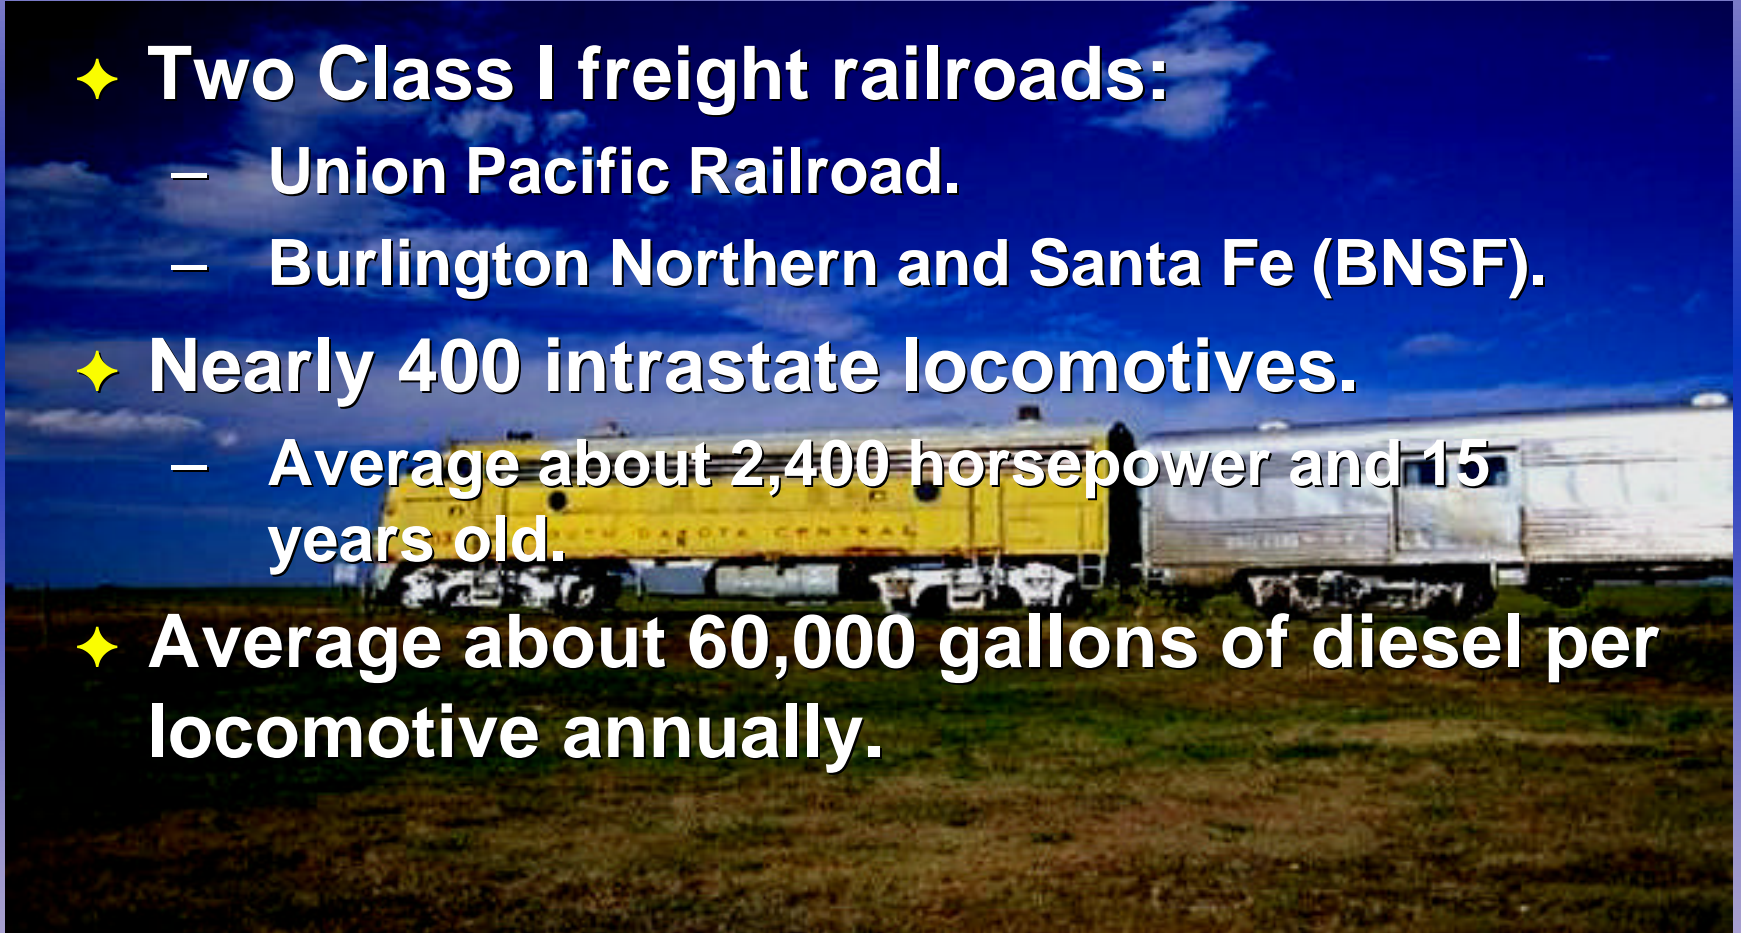 ✦ Two Class I freight railroads:
– Union Pacific Railroad.
– Burlington Northern and Santa Fe (BNSF).
✦ Nearly 400 intrastate locomotives.
– Average about 2,400 horsepower and 15
years old.
✦ Average about 60,000 gallons of diesel per
locomotive annually.
DAKOTA